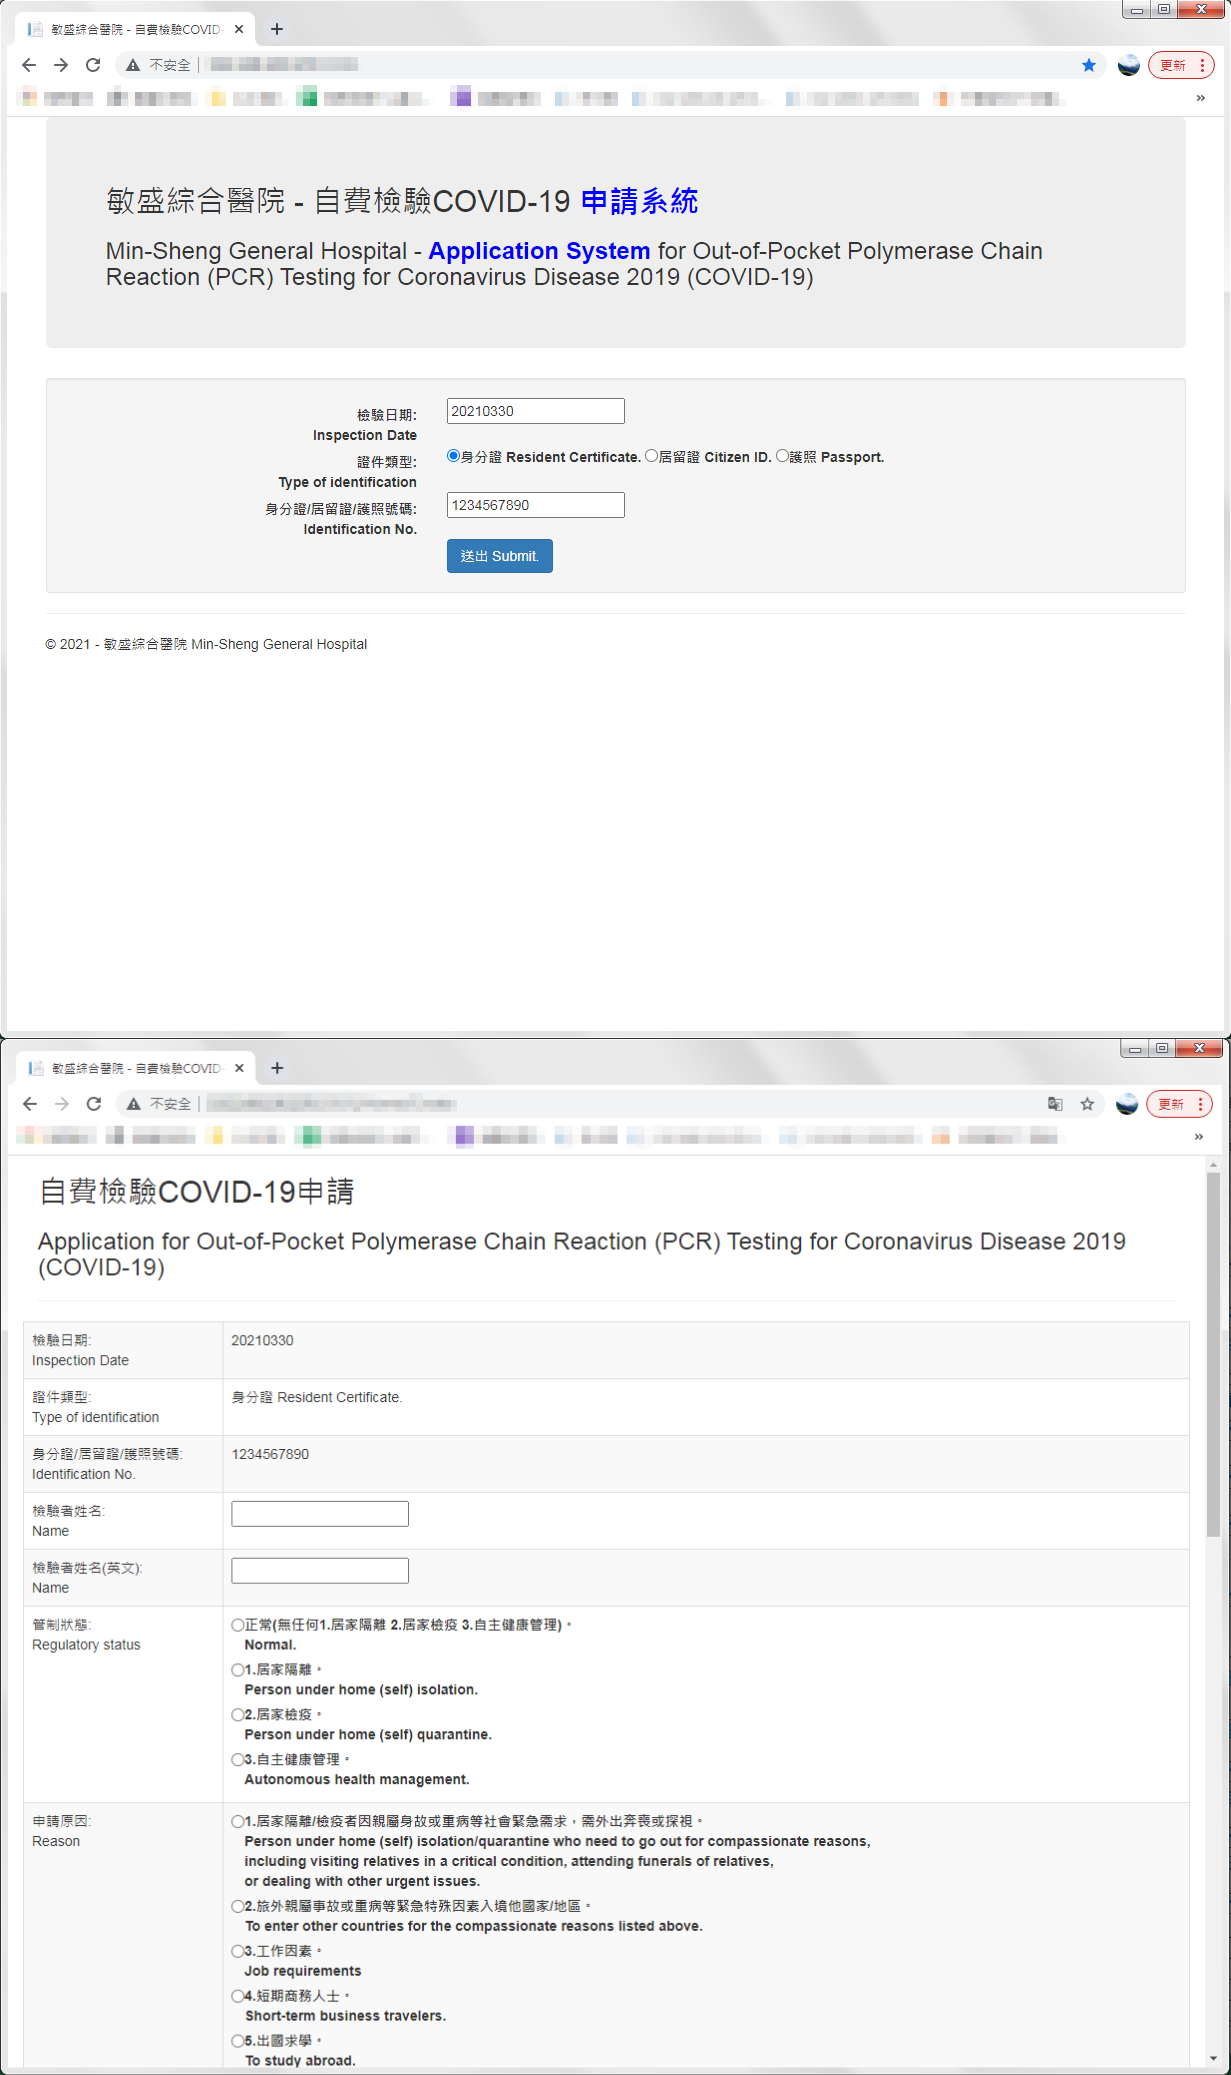 敏盛綜合醫院 - 自費檢驗COVID-
不安全
更新
敏盛綜合醫院 - 自費檢驗COVID-19 申請系統
Min-Sheng General Hospital - Application System for Out-of-Pocket Polymerase Chain
Reaction (PCR) Testing for Coronavirus Disease 2019 (COVID-19)
檢驗日期:
Inspection Date
20210330
證件類型:
Type of identification
身分證 Resident Certificate. 居留證 Citizen ID. 護照 Passport.
身分證/居留證/護照號碼:
Identification No.
1234567890
送出 Submit.
© 2021 - 敏盛綜合醫院 Min-Sheng General Hospital
敏盛綜合醫院 - 自費檢驗COVID-
不安全
更新
自費檢驗COVID-19申請
Application for Out-of-Pocket Polymerase Chain Reaction (PCR) Testing for Coronavirus Disease 2019
(COVID-19)
檢驗日期:
Inspection Date
20210330
證件類型:
Type of identification
身分證 Resident Certificate.
身分證/居留證/護照號碼:
Identification No.
1234567890
檢驗者姓名:
Name
檢驗者姓名(英文):
Name
管制狀態:
Regulatory status
正常(無任何1.居家隔離 2.居家檢疫 3.自主健康管理)。
Normal.
1.居家隔離。
Person under home (self) isolation.
2.居家檢疫。
Person under home (self) quarantine.
3.自主健康管理。
Autonomous health management.
申請原因:
Reason
1.居家隔離/檢疫者因親屬身故或重病等社會緊急需求，需外出奔喪或探視。
Person under home (self) isolation/quarantine who need to go out for compassionate reasons,
including visiting relatives in a critical condition, attending funerals of relatives,
or dealing with other urgent issues.
2.旅外親屬事故或重病等緊急特殊因素入境他國家/地區。
To enter other countries for the compassionate reasons listed above.
3.工作因素。
Job requirements
4.短期商務人士。
Short-term business travelers.
5.出國求學。
To study abroad.